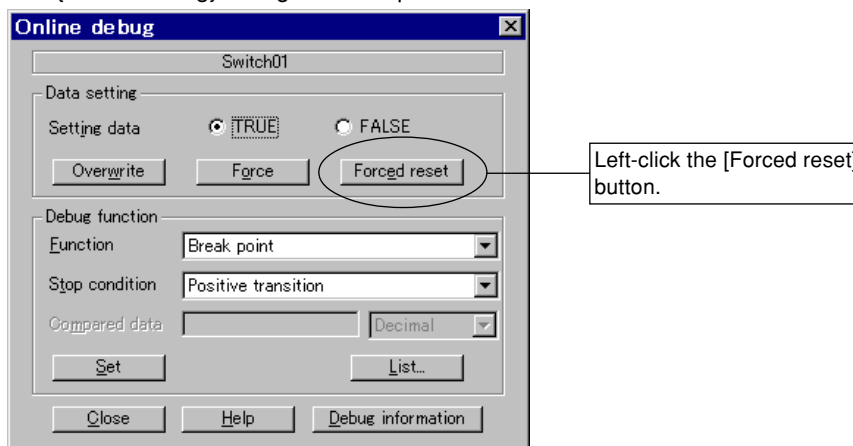 Online debug
Switch01
Data setting
Setting data TRUE FALSE
Overwrite Force Forced reset
Left-click the [Forced reset]
button.
Debug function
Function Break point
Stop condition Positive transition
Compared data Decimal
Set List...
Close Help Debug information